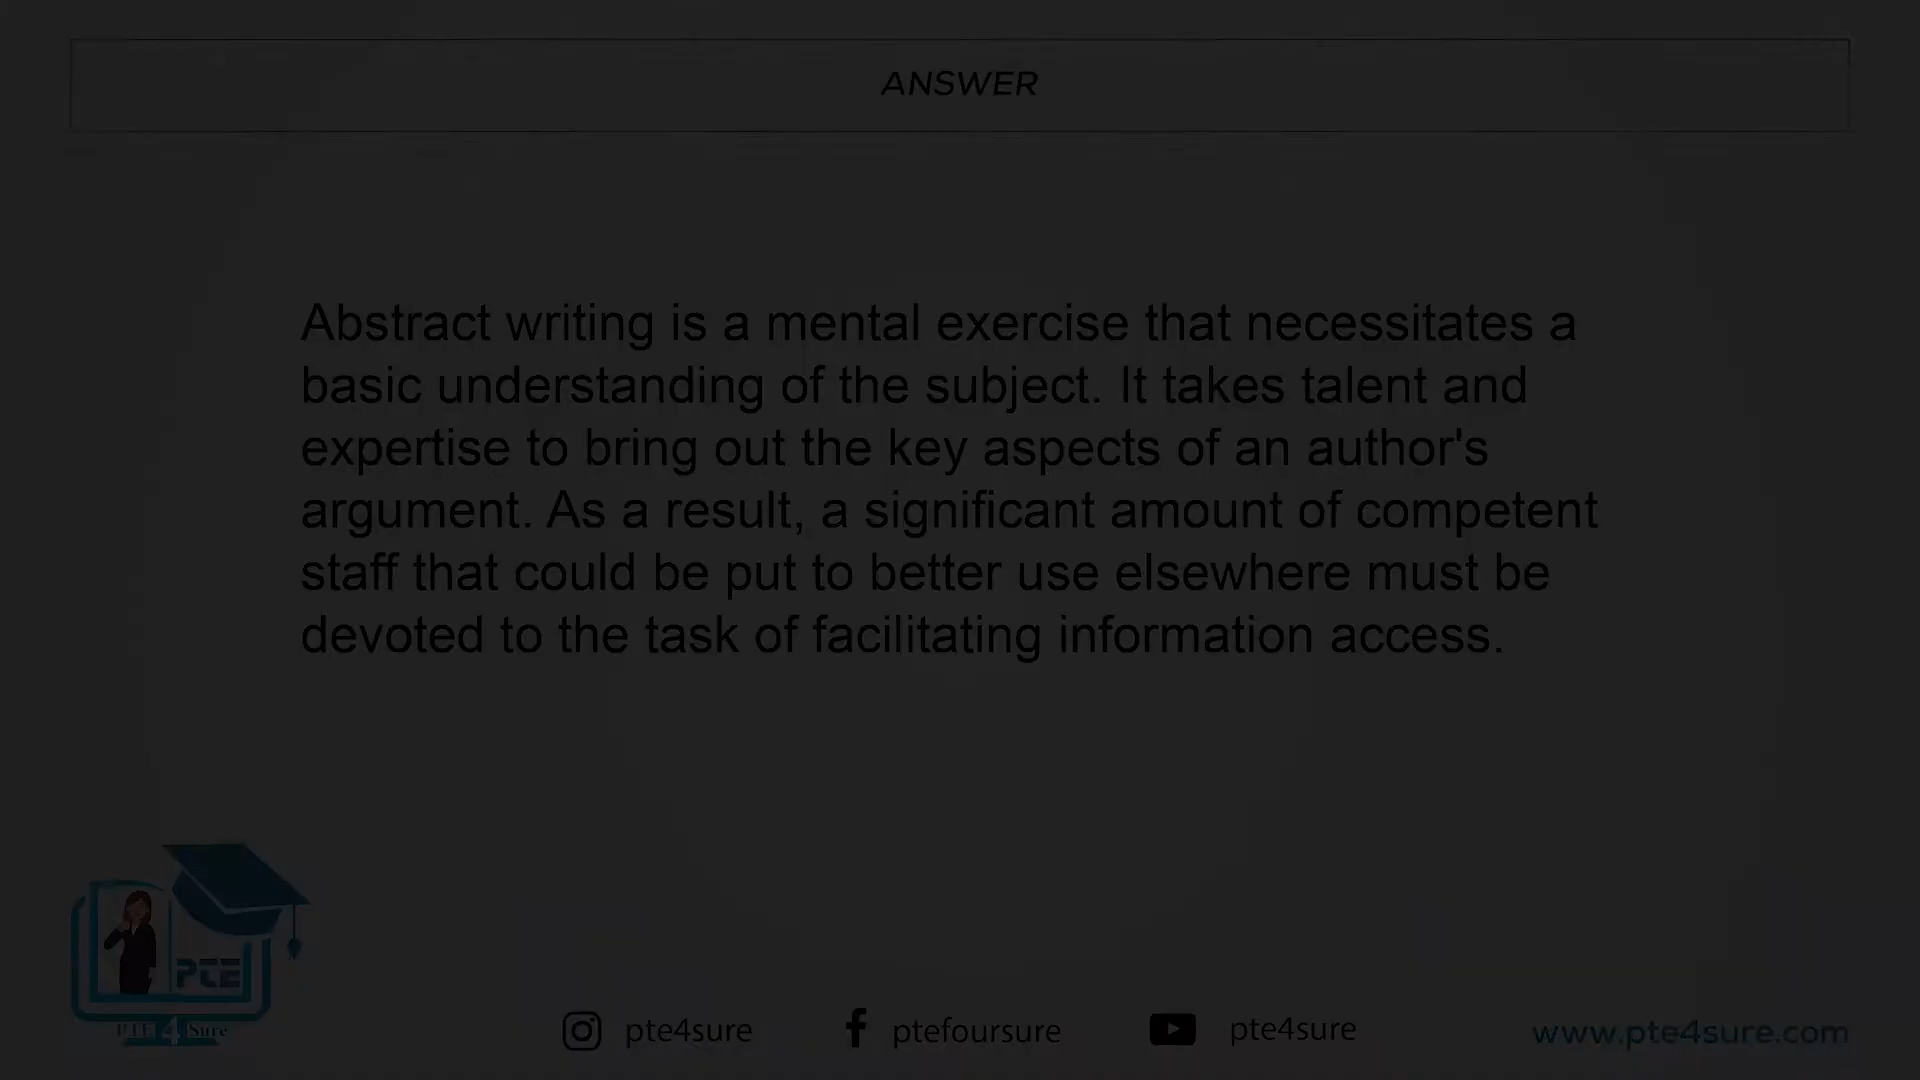 ANSWER
Abstract writing is a mental exercise that necessitates a
basic understanding of the subject. It takes talent and
expertise to bring out the key aspects of an author's
argument. As a result, a significant amount of competent
staff that could be put to better use elsewhere must be
devoted to the task of facilitating information access.
PTE
PTE 4 Sure
pte4sure
ptefoursure
pte4sure
www.pte4sure.com